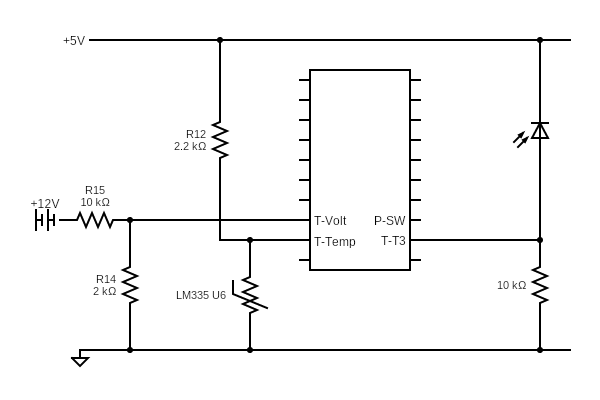 +5V
R12
2.2 kΩ
+12V
R15
10 kΩ
T-Volt
P-SW
T-Temp
T-T3
R14
2 kΩ
LM335 U6
10 kΩ